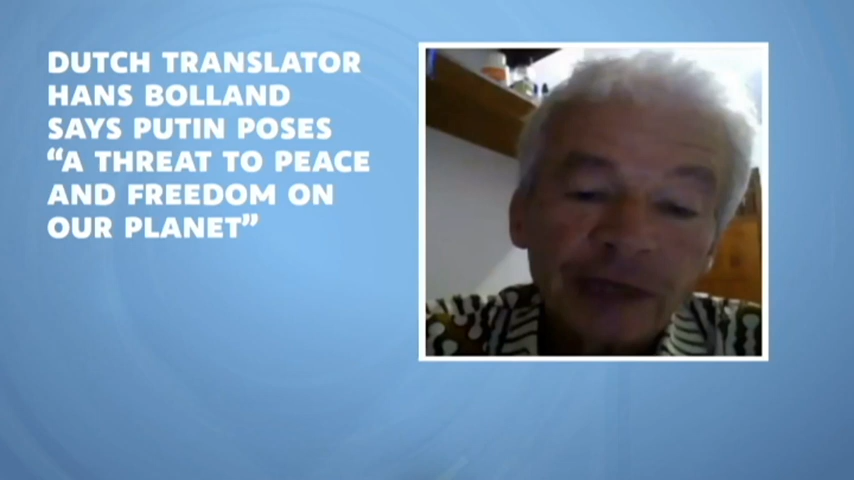 DUTCH TRANSLATOR
HANS BOLLAND
SAYS PUTIN POSES
“A THREAT TO PEACE
AND FREEDOM ON
OUR PLANET”